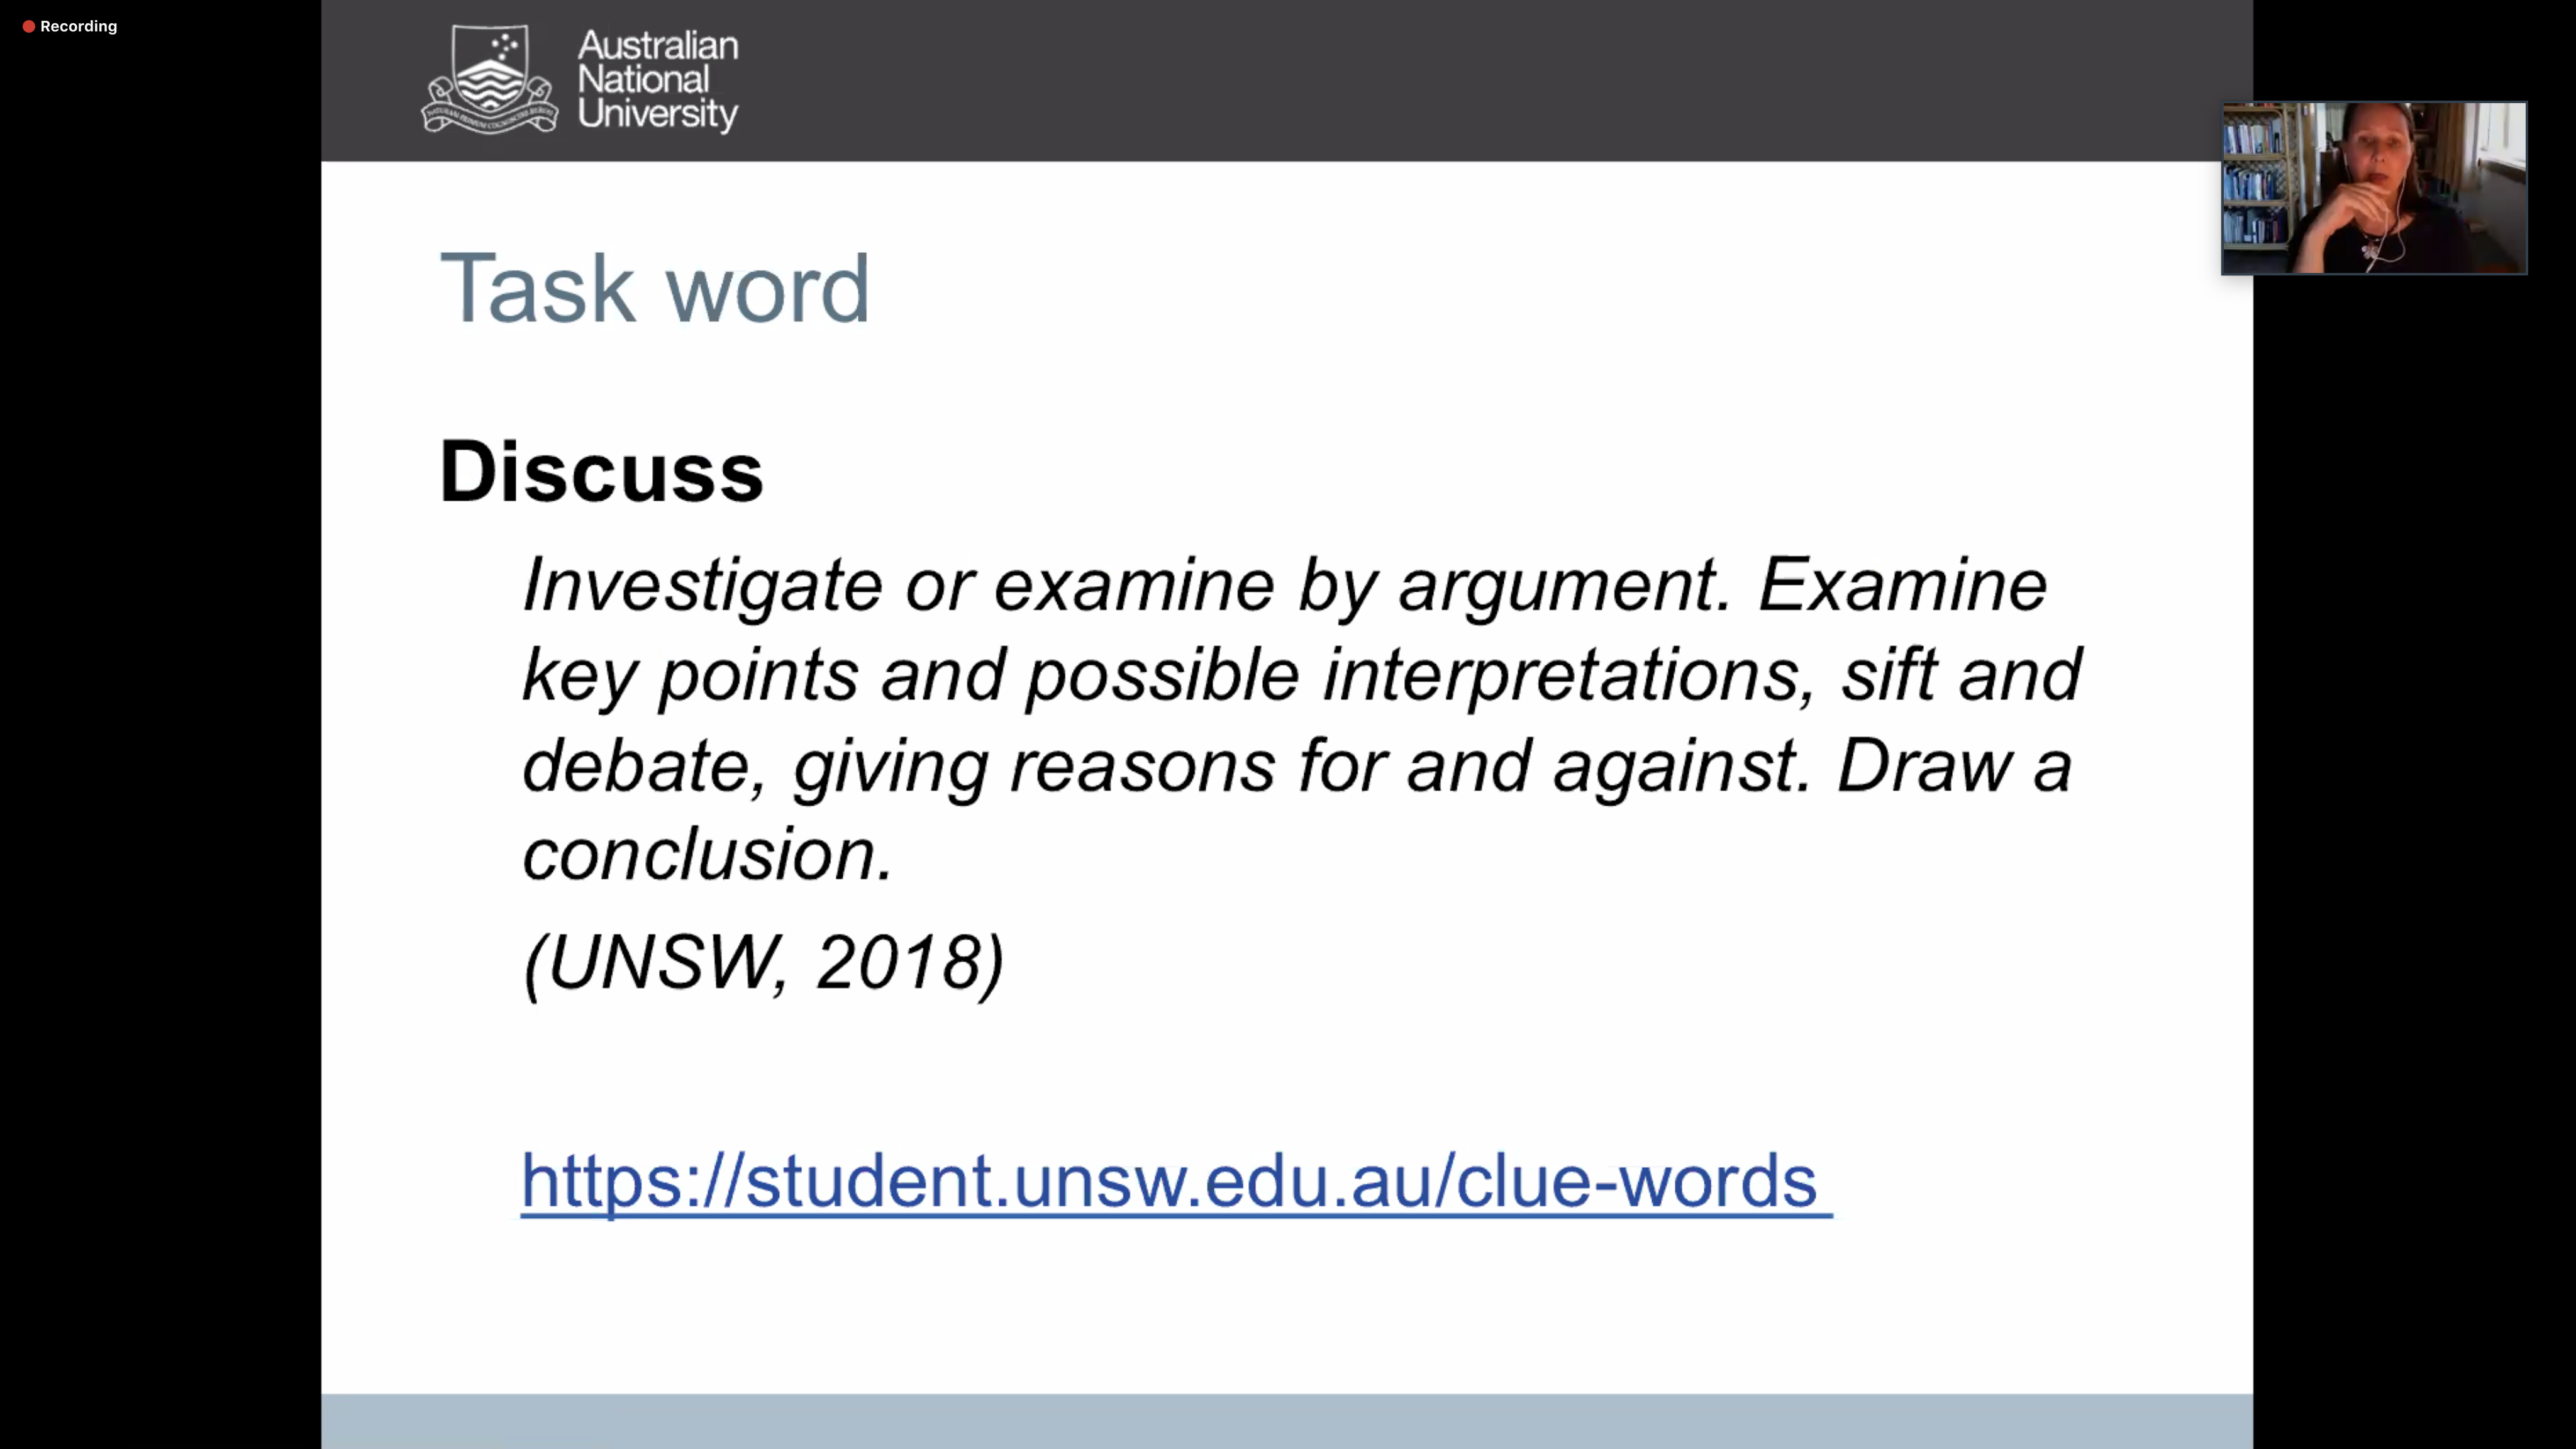 Recording
Australian
National
University
Task word
Discuss
Investigate or examine by argument. Examine
key points and possible interpretations, sift and
debate, giving reasons for and against. Draw a
conclusion.
(UNSW, 2018)
https://student.unsw.edu.au/clue-words